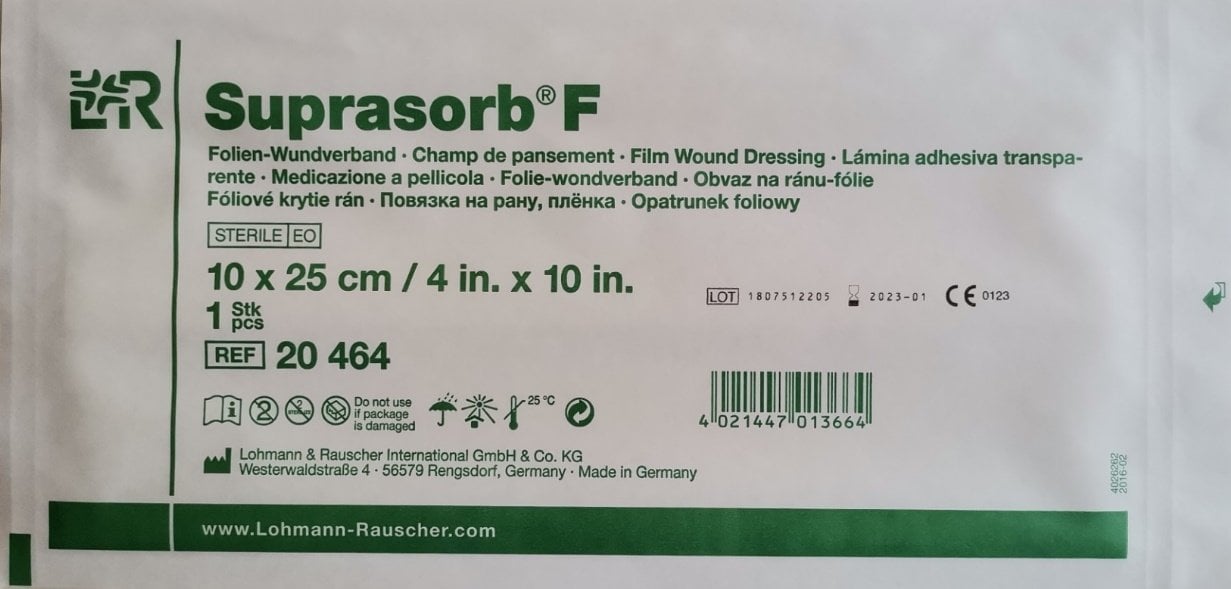 L&R
Suprasorb® F
Folien-Wundverband · Champ de pansement · Film Wound Dressing · Lámina adhesiva transpa-
rente · Medicazione a pellicola · Folie-wondverband · Obvaz na ránu-fólie
Fóliové krytie rán · Повязка на рану, плёнка · Opatrunek foliowy
STERILE EO
10 x 25 cm / 4 in. x 10 in.
1 Stk
pcs
LOT 1807512205 2023-01 CE 0123
REF 20 464
2 2 STERILIZE Do not use
if package
is damaged
25 °C
4 021447 013664
Lohmann & Rauscher International GmbH & Co. KG
Westerwaldstraße 4 · 56579 Rengsdorf, Germany · Made in Germany
4026262
2016-02
www.Lohmann-Rauscher.com